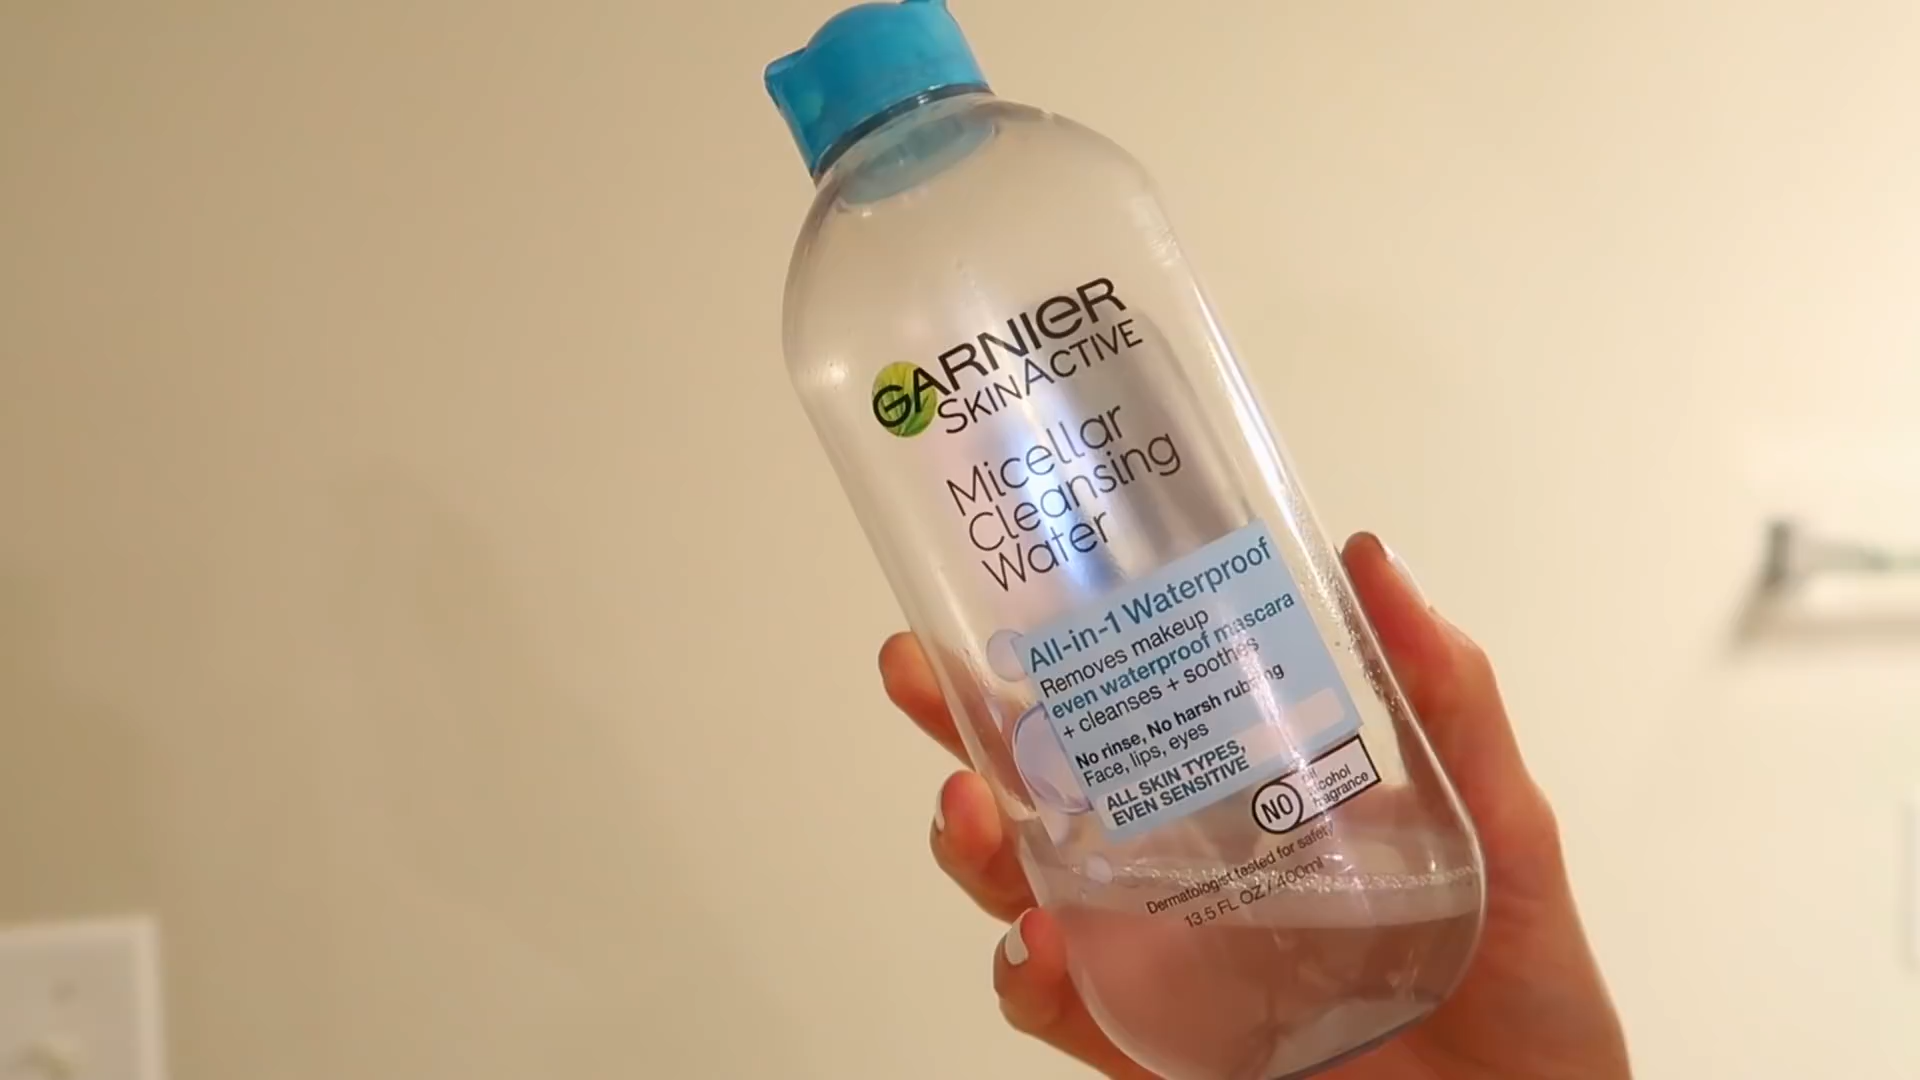 GARNIER
SKINACTIVE
Micellar
Cleansing
Water
All-in-1 Waterproof
Removes makeup
even waterproof mascara
+ cleanses + soothes
No rinse, No harsh rubbing
Face, lips, eyes
ALL SKIN TYPES,
EVEN SENSITIVE
NO
oil
alcohol
fragrance
Dermatologist tested for safety
13.5 FL OZ / 400ml